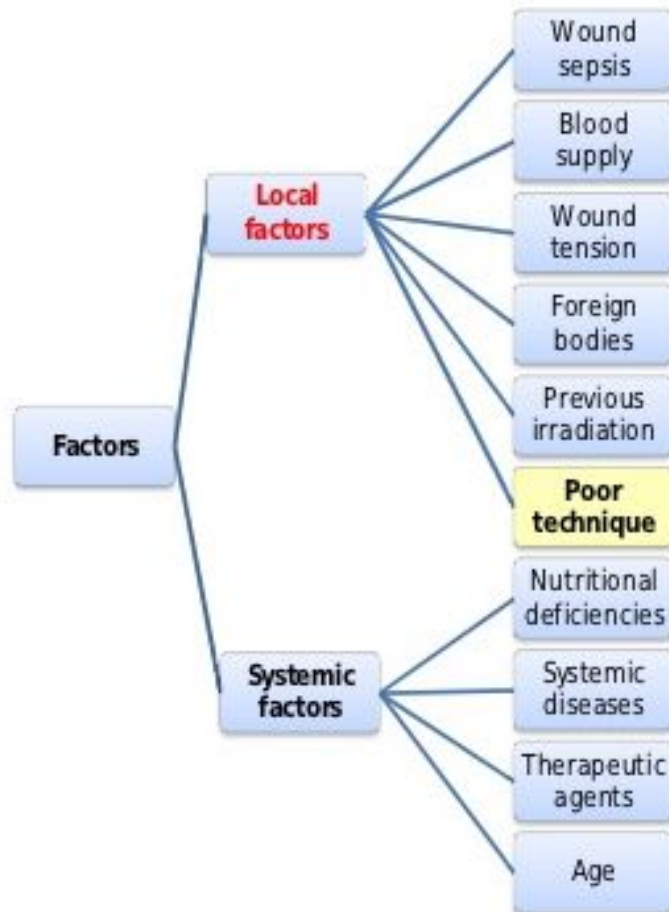 Wound
sepsis
Blood
supply
Local
factors
Wound
tension
Foreign
bodies
Previous
irradiation
Factors
Poor
technique
Nutritional
deficiencies
Systemic
factors
Systemic
diseases
Therapeutic
agents
Age